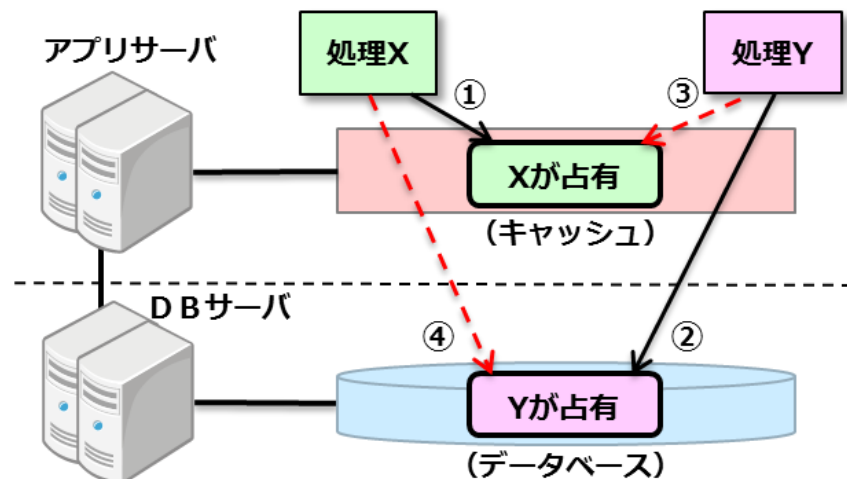 アプリサーバ
処理X
処理Y
①
③
Xが占有
(キャッシュ)
DBサーバ
④
②
Yが占有
(データベース)